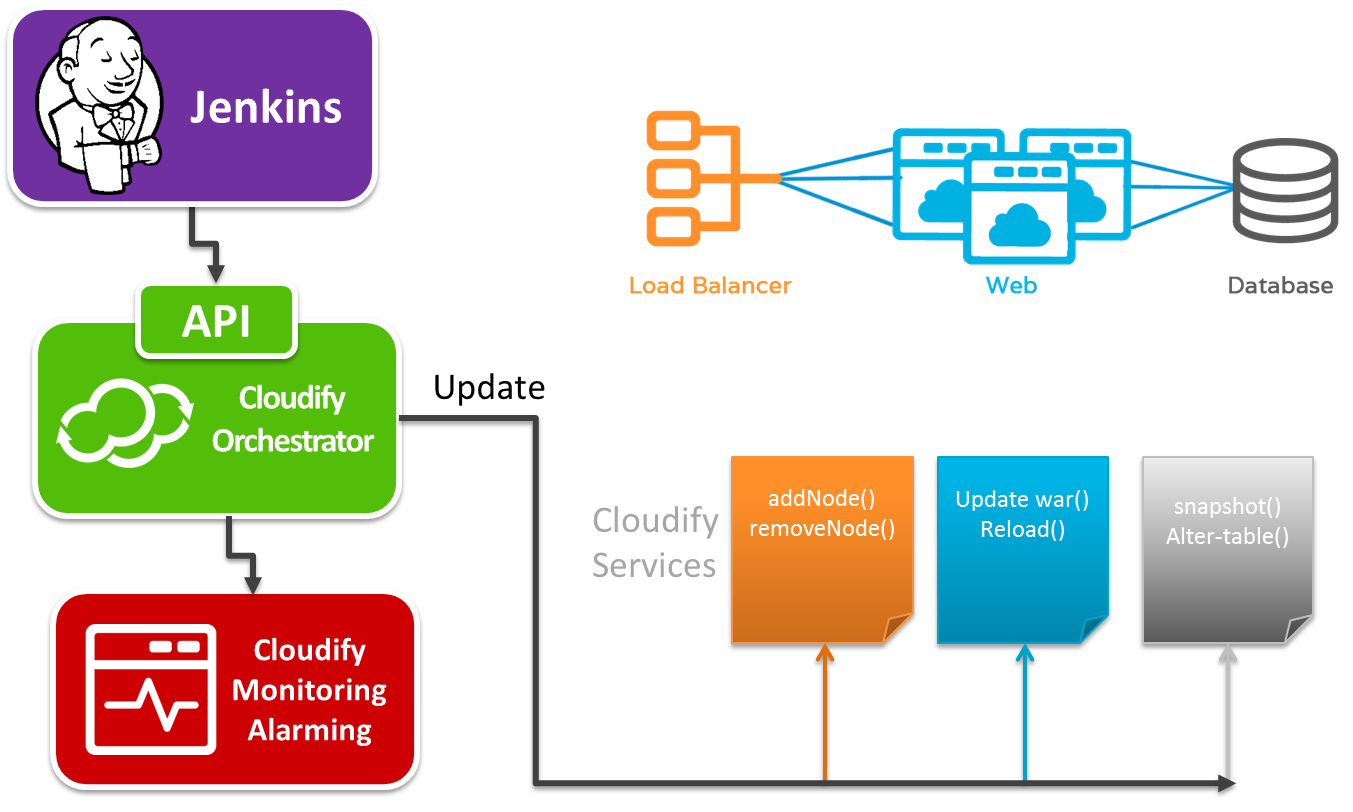 Jenkins
Load Balancer
Web
Database
API
Cloudify
Orchestrator
Update
Cloudify
Services
addNode()
removeNode()
Update war()
Reload()
snapshot()
Alter-table()
Cloudify
Monitoring
Alarming